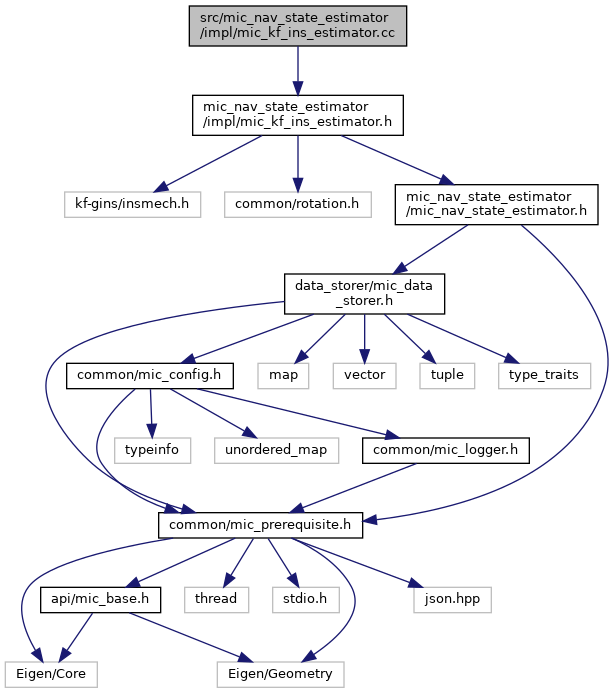 src/mic_nav_state_estimator
/impl/mic_kf_ins_estimator.cc
mic_nav_state_estimator
/impl/mic_kf_ins_estimator.h
kf-gins/insmech.h
common/rotation.h
mic_nav_state_estimator
/mic_nav_state_estimator.h
data_storer/mic_data
_storer.h
common/mic_config.h
map
vector
tuple
type_traits
typeinfo
unordered_map
common/mic_logger.h
common/mic_prerequisite.h
api/mic_base.h
thread
stdio.h
json.hpp
Eigen/Core
Eigen/Geometry